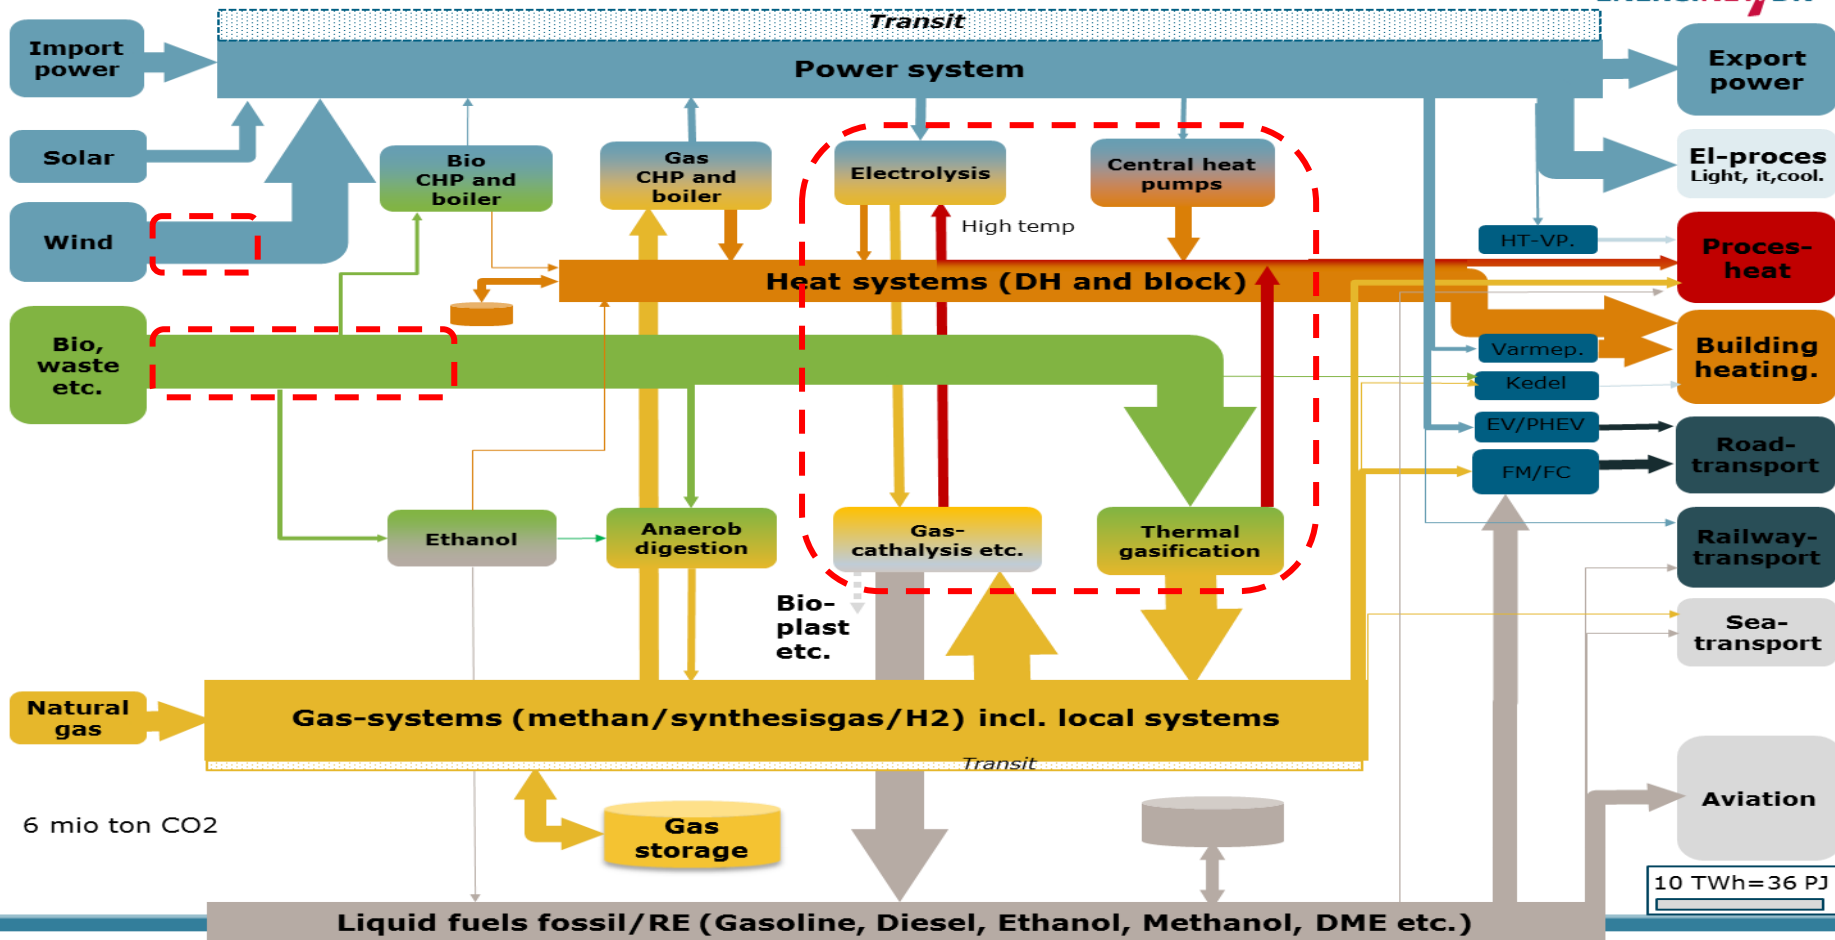 Transit
Import
power
Power system
Export
power
Solar
Bio
CHP and
boiler
Gas
CHP and
boiler
Electrolysis
Central heat
pumps
El-proces
Light, it,cool.
Wind
High temp
HT-VP.
Proces-
heat
Heat systems (DH and block)
Bio,
waste
etc.
Varmep.
Building
heating.
Kedel
EV/PHEV
Road-
transport
FM/FC
Ethanol
Anaerob
digestion
Gas-
cathalysis etc.
Thermal
gasification
Railway-
transport
Bio-
plast
etc.
Sea-
transport
Natural
gas
Gas-systems (methan/synthesisgas/H2) incl. local systems
Transit
Aviation
6 mio ton CO2
Gas
storage
10 TWh=36 PJ
Liquid fuels fossil/RE (Gasoline, Diesel, Ethanol, Methanol, DME etc.)